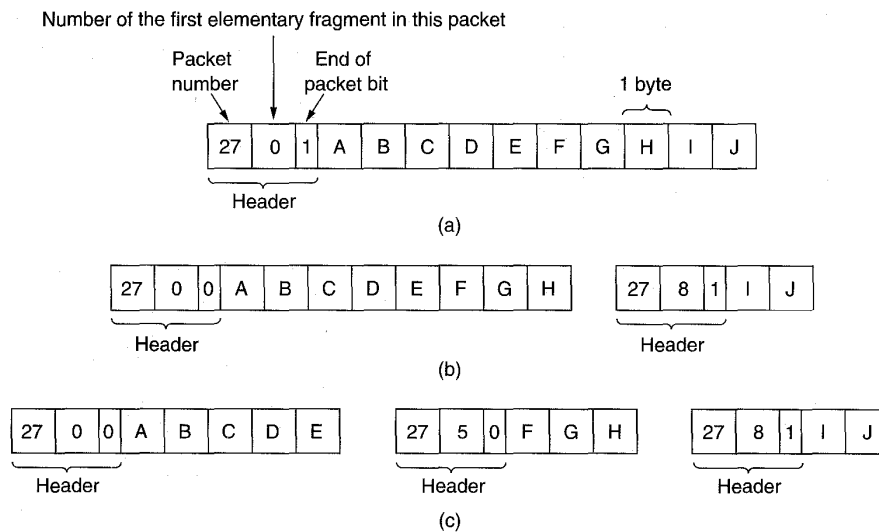 Number of the first elementary fragment in this packet
Packet number
End of packet bit
1 byte
27 0 1 A B C D E F G H I J
Header
(a)
27 0 0 A B C D E F G H
27 8 1 I J
Header
Header
(b)
27 0 0 A B C D E
27 5 0 F G H
27 8 1 I J
Header
Header
Header
(c)